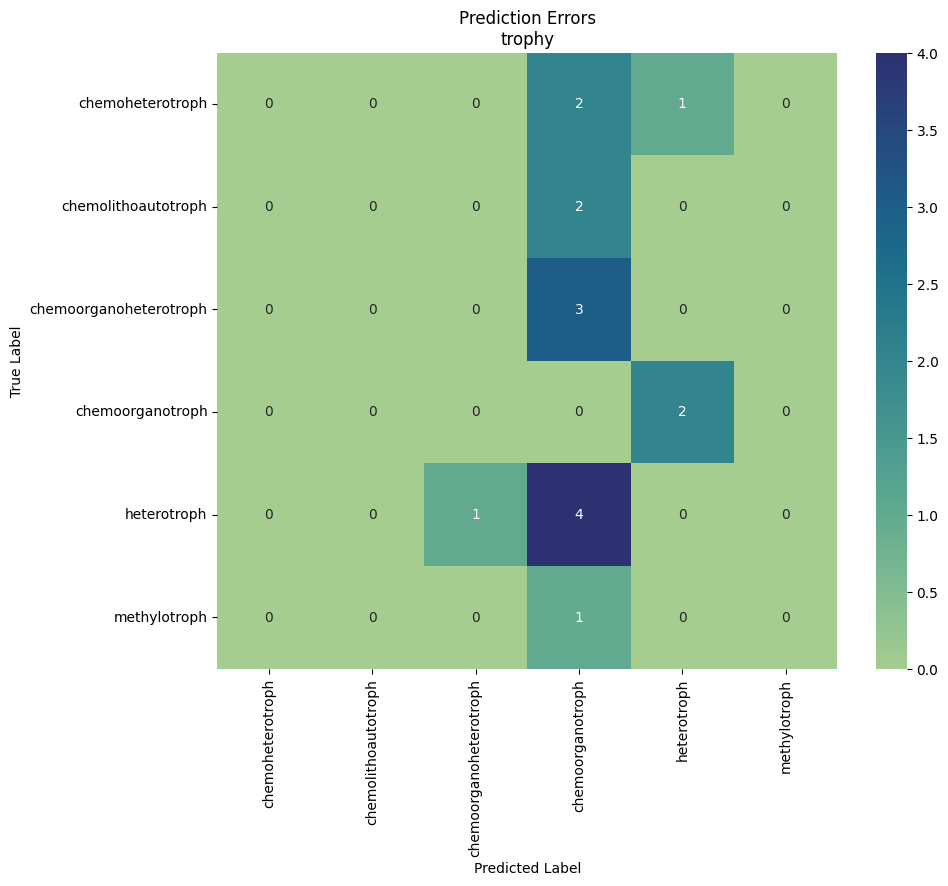 Prediction Errors
trophy
True Label
chemoheterotroph 0 0 0 2 1 0
chemolithoautotroph 0 0 0 2 0 0
chemoorganoheterotroph 0 0 0 3 0 0
chemoorganotroph 0 0 0 0 2 0
heterotroph 0 0 1 4 0 0
methylotroph 0 0 0 1 0 0
chemoheterotroph
chemolithoautotroph
chemoorganoheterotroph
chemoorganotroph
heterotroph
methylotroph
Predicted Label
4.0
3.5
3.0
2.5
2.0
1.5
1.0
0.5
0.0